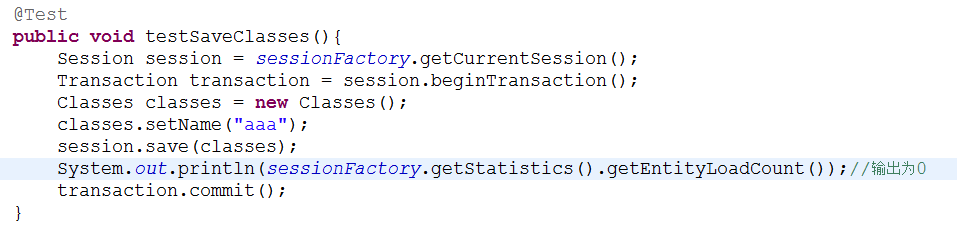 @Test
public void testSaveClasses(){
    Session session = sessionFactory.getCurrentSession();
    Transaction transaction = session.beginTransaction();
    Classes classes = new Classes();
    classes.setName("aaa");
    session.save(classes);
    System.out.println(sessionFactory.getStatistics().getEntityLoadCount());//输出为0
    transaction.commit();
}